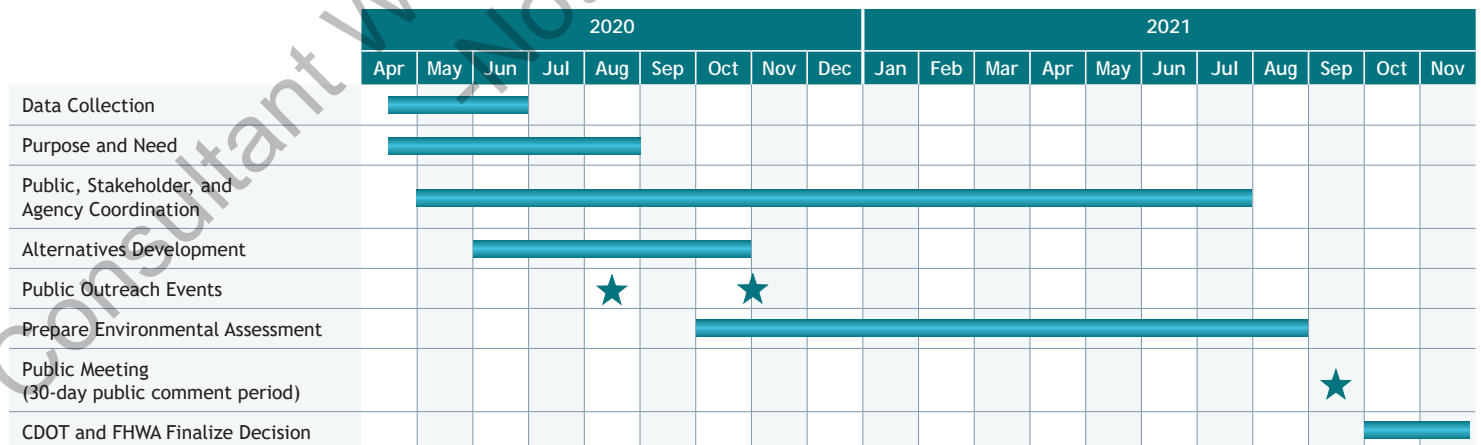 2020 2021
Apr May Jun Jul Aug Sep Oct Nov Dec Jan Feb Mar Apr May Jun Jul Aug Sep Oct Nov
Data Collection
Purpose and Need
Public, Stakeholder, and
Agency Coordination
Alternatives Development
Public Outreach Events
Prepare Environmental Assessment
Public Meeting
(30-day public comment period)
CDOT and FHWA Finalize Decision
Consultant